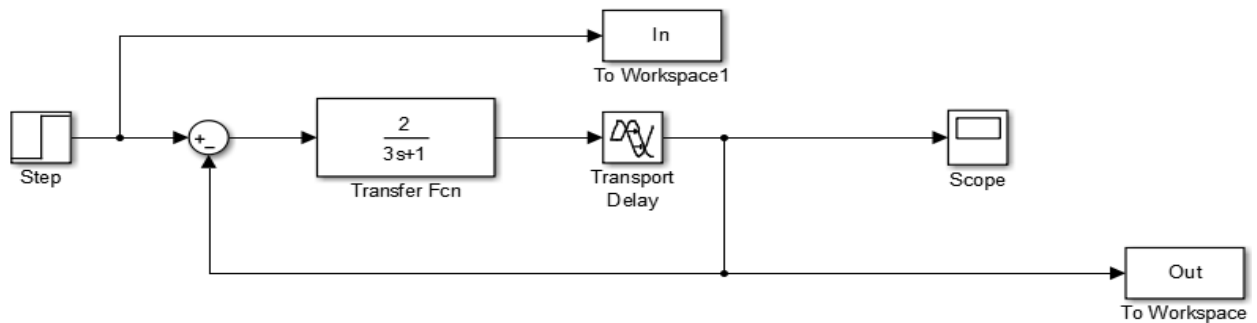 In
To Workspace1
Step
+
−
2
3s+1
Transfer Fcn
Transport
Delay
Scope
Out
To Workspace